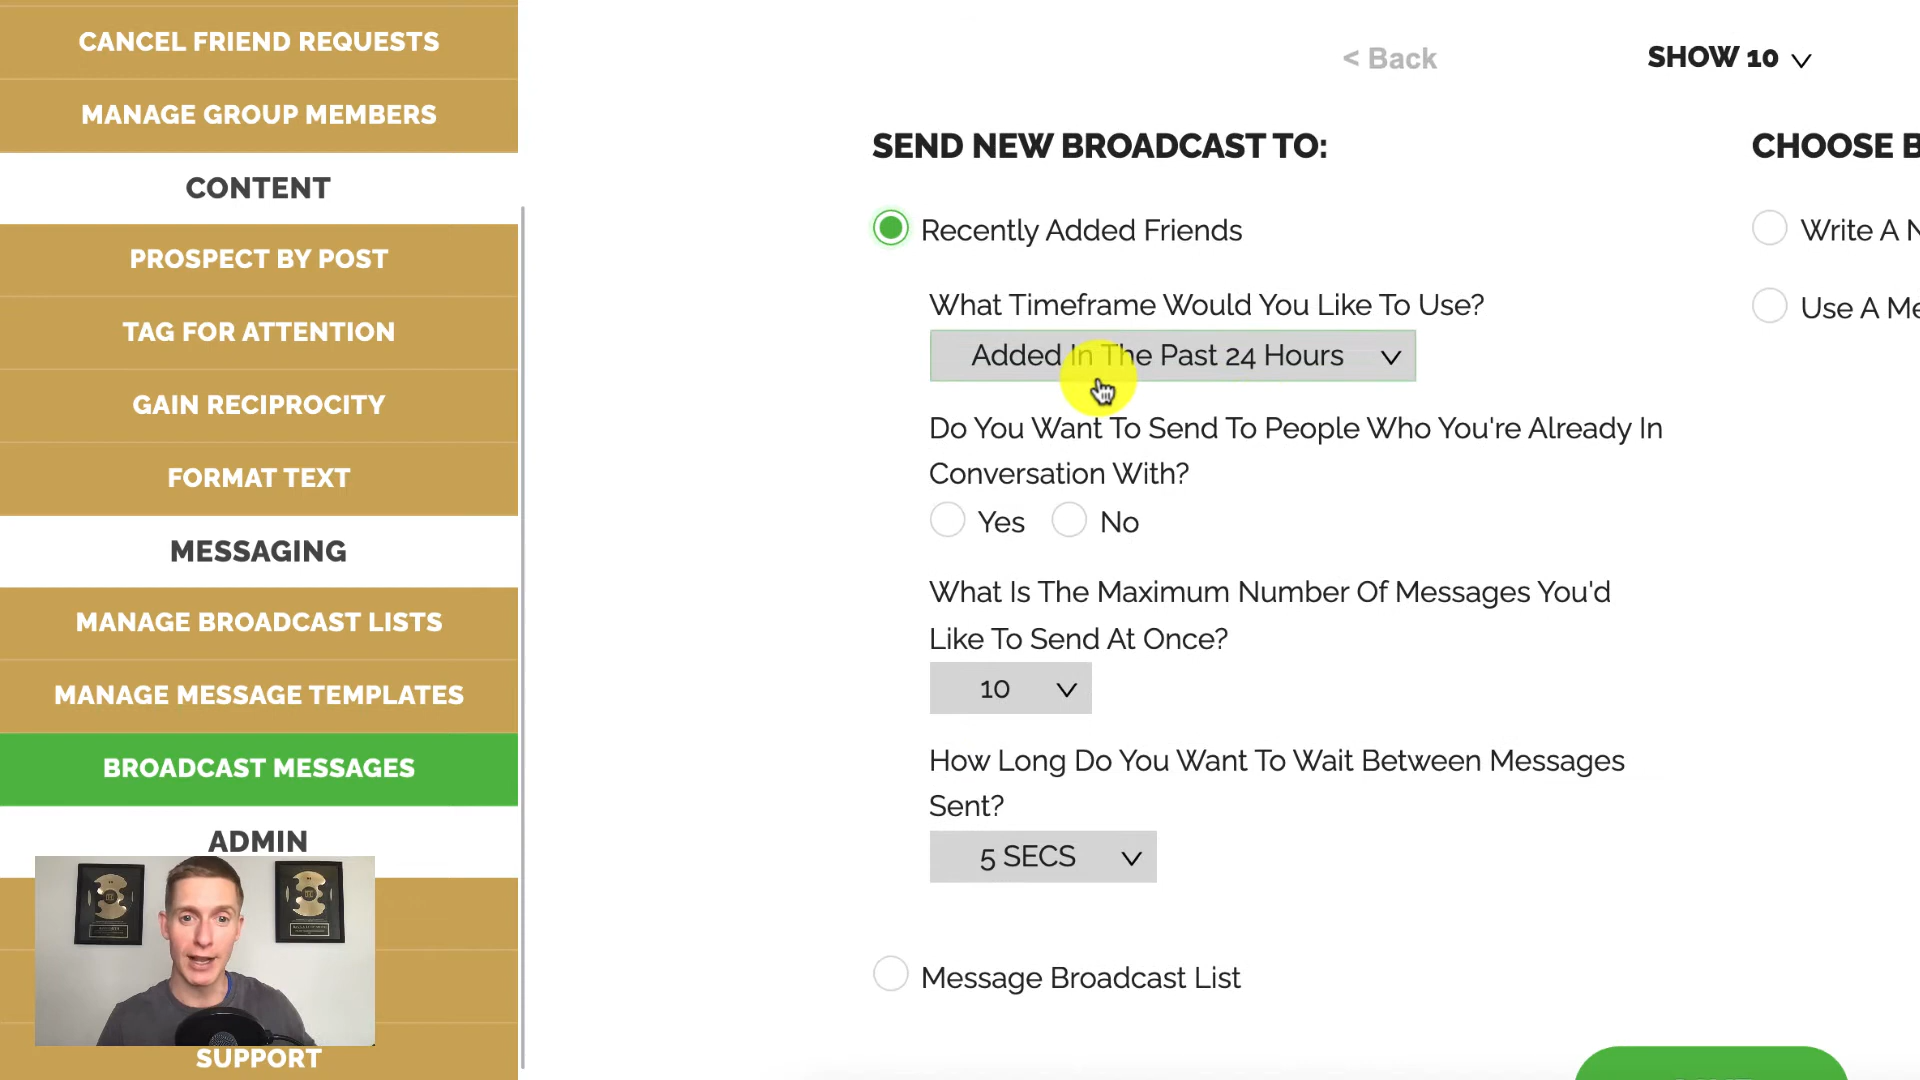 CANCEL FRIEND REQUESTS
MANAGE GROUP MEMBERS
CONTENT
PROSPECT BY POST
TAG FOR ATTENTION
GAIN RECIPROCITY
FORMAT TEXT
MESSAGING
MANAGE BROADCAST LISTS
MANAGE MESSAGE TEMPLATES
BROADCAST MESSAGES
ADMIN
SUPPORT
< Back
SHOW 10
SEND NEW BROADCAST TO:
Recently Added Friends
What Timeframe Would You Like To Use?
Added In The Past 24 Hours
Do You Want To Send To People Who You're Already In
Conversation With?
Yes No
What Is The Maximum Number Of Messages You'd
Like To Send At Once?
10
How Long Do You Want To Wait Between Messages
Sent?
5 SECS
Message Broadcast List
CHOOSE B
Write A N
Use A Me